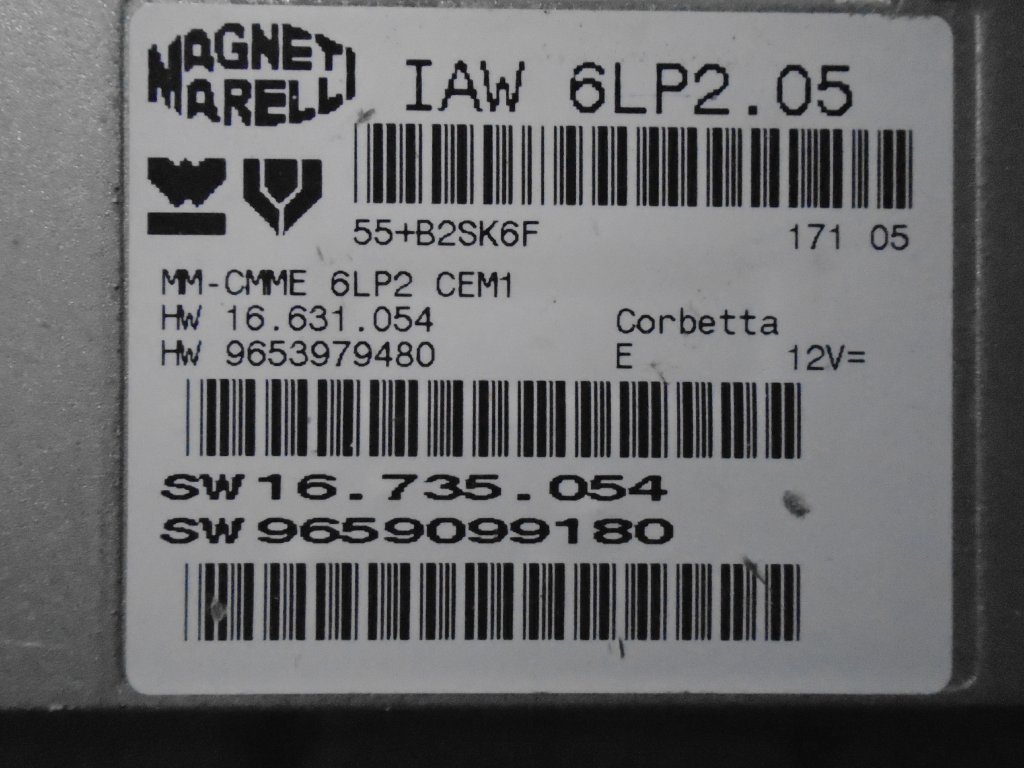 MAGNETI
MARELLI
IAW 6LP2.05
55+B2SK6F 171 05
MM-CMME 6LP2 CEM1
HW 16.631.054 Corbetta
HW 9653979480 E 12V=
SW 16.735.054
SW 9659099180